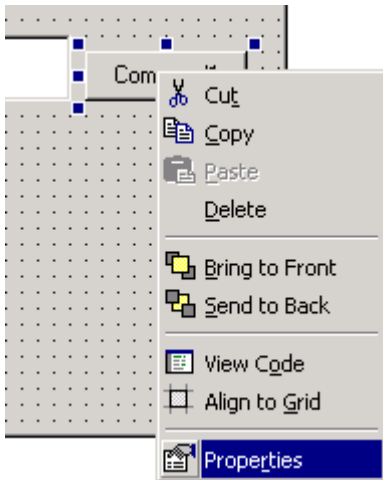 Cut
Copy
Paste
Delete
Bring to Front
Send to Back
View Code
Align to Grid
Properties